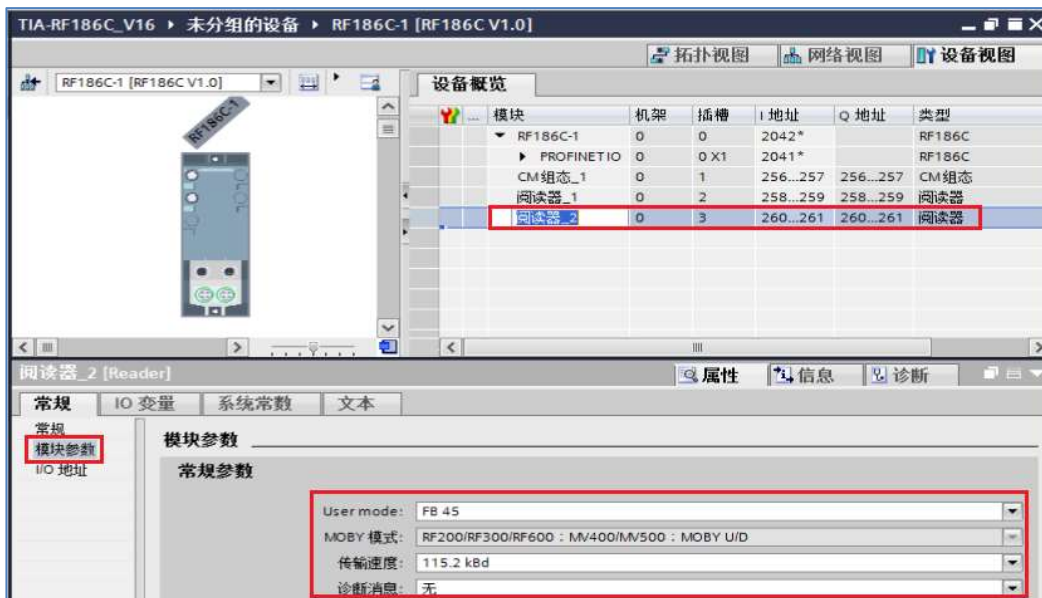 TIA-RF186C_V16 ▸ 未分组的设备 ▸ RF186C-1 [RF186C V1.0]
拓扑视图 网络视图 设备视图
RF186C-1 [RF186C V1.0]
设备概览
RF186C-1
... 模块 机架 插槽 I 地址 Q 地址 类型
RF186C-1 0 0 2042* RF186C
PROFINET IO 0 0 X1 2041* RF186C
CM组态_1 0 1 256...257 256...257 CM组态
阅读器_1 0 2 258...259 258...259 阅读器
阅读器_2 0 3 260...261 260...261 阅读器
阅读器_2 [Reader]
属性 信息 诊断
常规 IO 变量 系统常数 文本
常规
模块参数
I/O 地址
模块参数
常规参数
User mode: FB 45
MOBY 模式: RF200/RF300/RF600；MV400/MV500；MOBY U/D
传输速度: 115.2 kBd
诊断消息: 无